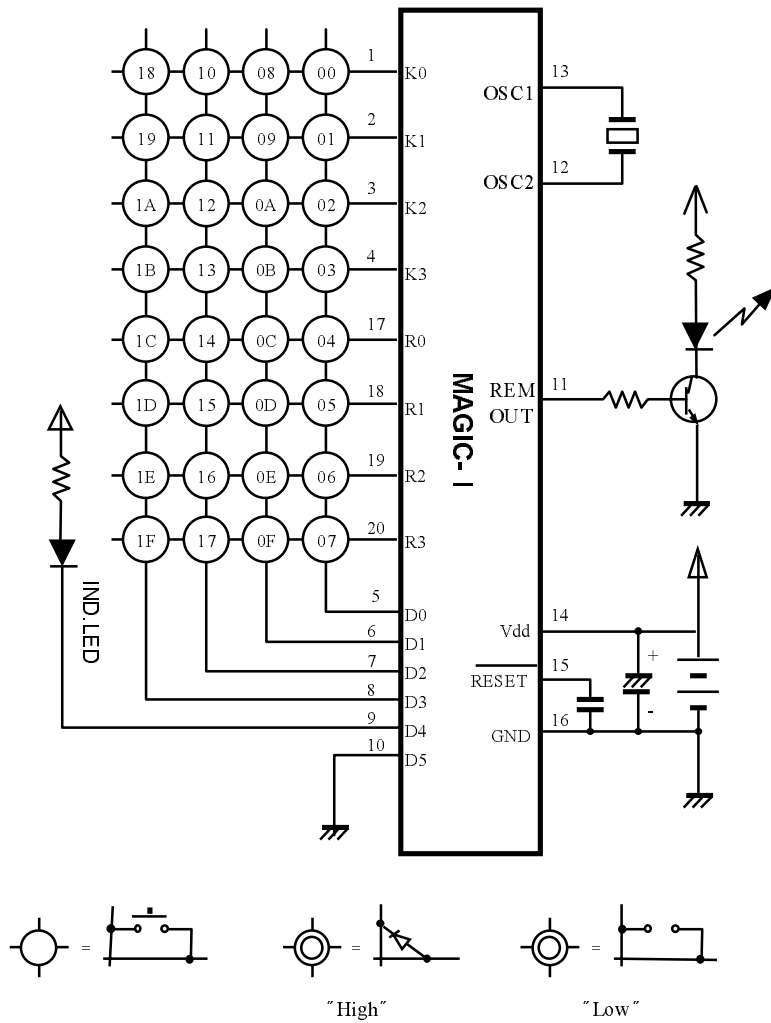 18 10 08 00 1 K0
13
OSC1
19 11 09 01 2 K1
12
OSC2
1A 12 0A 02 3 K2
1B 13 0B 03 4 K3
1C 14 0C 04 17 R0
1D 15 0D 05 18 R1
1E 16 0E 06 19 R2
1F 17 0F 07 20 R3
MAGIC- I
REM 11
OUT
IND.LED
5 D0
6 D1
7 D2
8 D3
9 D4
10 D5
Vdd 14
RESET 15
GND 16
+
-
= = =
"High" "Low"